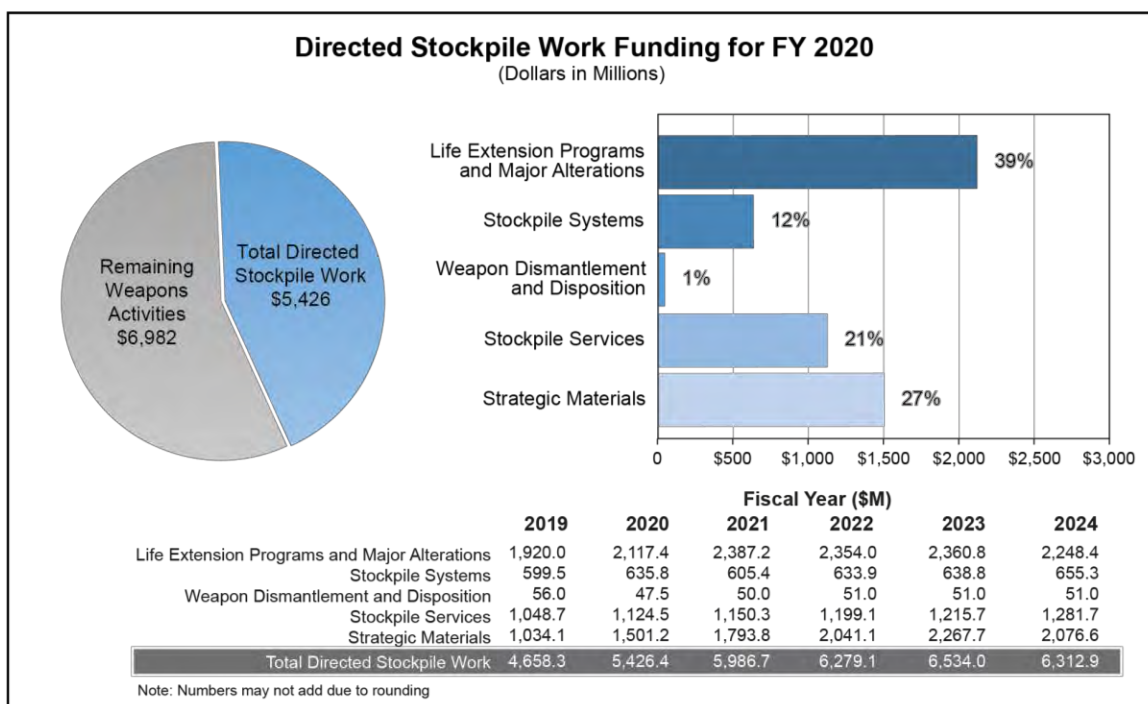 Directed Stockpile Work Funding for FY 2020
(Dollars in Millions)
Remaining
Weapons
Activities
$6,982
Total Directed
Stockpile Work
$5,426
Life Extension Programs
and Major Alterations
39%
Stockpile Systems
12%
Weapon Dismantlement
and Disposition
1%
Stockpile Services
21%
Strategic Materials
27%
0 $500 $1,000 $1,500 $2,000 $2,500 $3,000
Fiscal Year ($M)
2019 2020 2021 2022 2023 2024
Life Extension Programs and Major Alterations 1,920.0 2,117.4 2,387.2 2,354.0 2,360.8 2,248.4
Stockpile Systems 599.5 635.8 605.4 633.9 638.8 655.3
Weapon Dismantlement and Disposition 56.0 47.5 50.0 51.0 51.0 51.0
Stockpile Services 1,048.7 1,124.5 1,150.3 1,199.1 1,215.7 1,281.7
Strategic Materials 1,034.1 1,501.2 1,793.8 2,041.1 2,267.7 2,076.6
Total Directed Stockpile Work 4,658.3 5,426.4 5,986.7 6,279.1 6,534.0 6,312.9
Note: Numbers may not add due to rounding